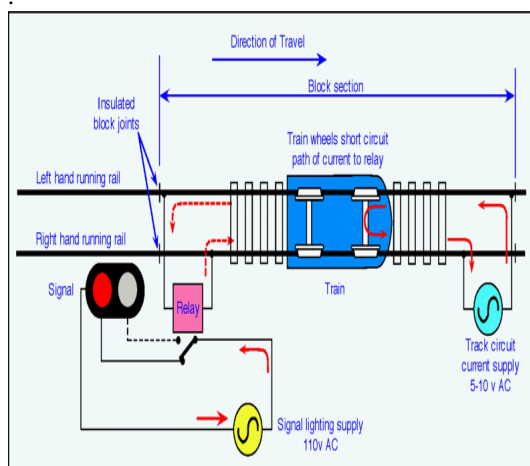 .
Direction of Travel
Block section
Insulated
block joints
Train wheels short circuit
path of current to relay
Left hand running rail
Right hand running rail
Signal
Relay
Train
Track circuit
current supply
5-10 v AC
Signal lighting supply
110v AC